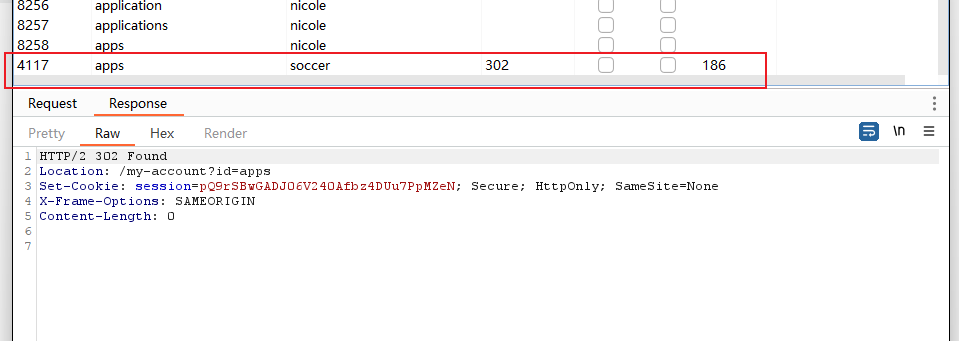 8256 application nicole
8257 applications nicole
8258 apps nicole
4117 apps soccer 302 186
Request Response
Pretty Raw Hex Render \n
1 HTTP/2 302 Found
2 Location: /my-account?id=apps
3 Set-Cookie: session=pQ9rSBwGADJO6V24OAfbz4DUu7PpMZeN; Secure; HttpOnly; SameSite=None
4 X-Frame-Options: SAMEORIGIN
5 Content-Length: 0
6
7